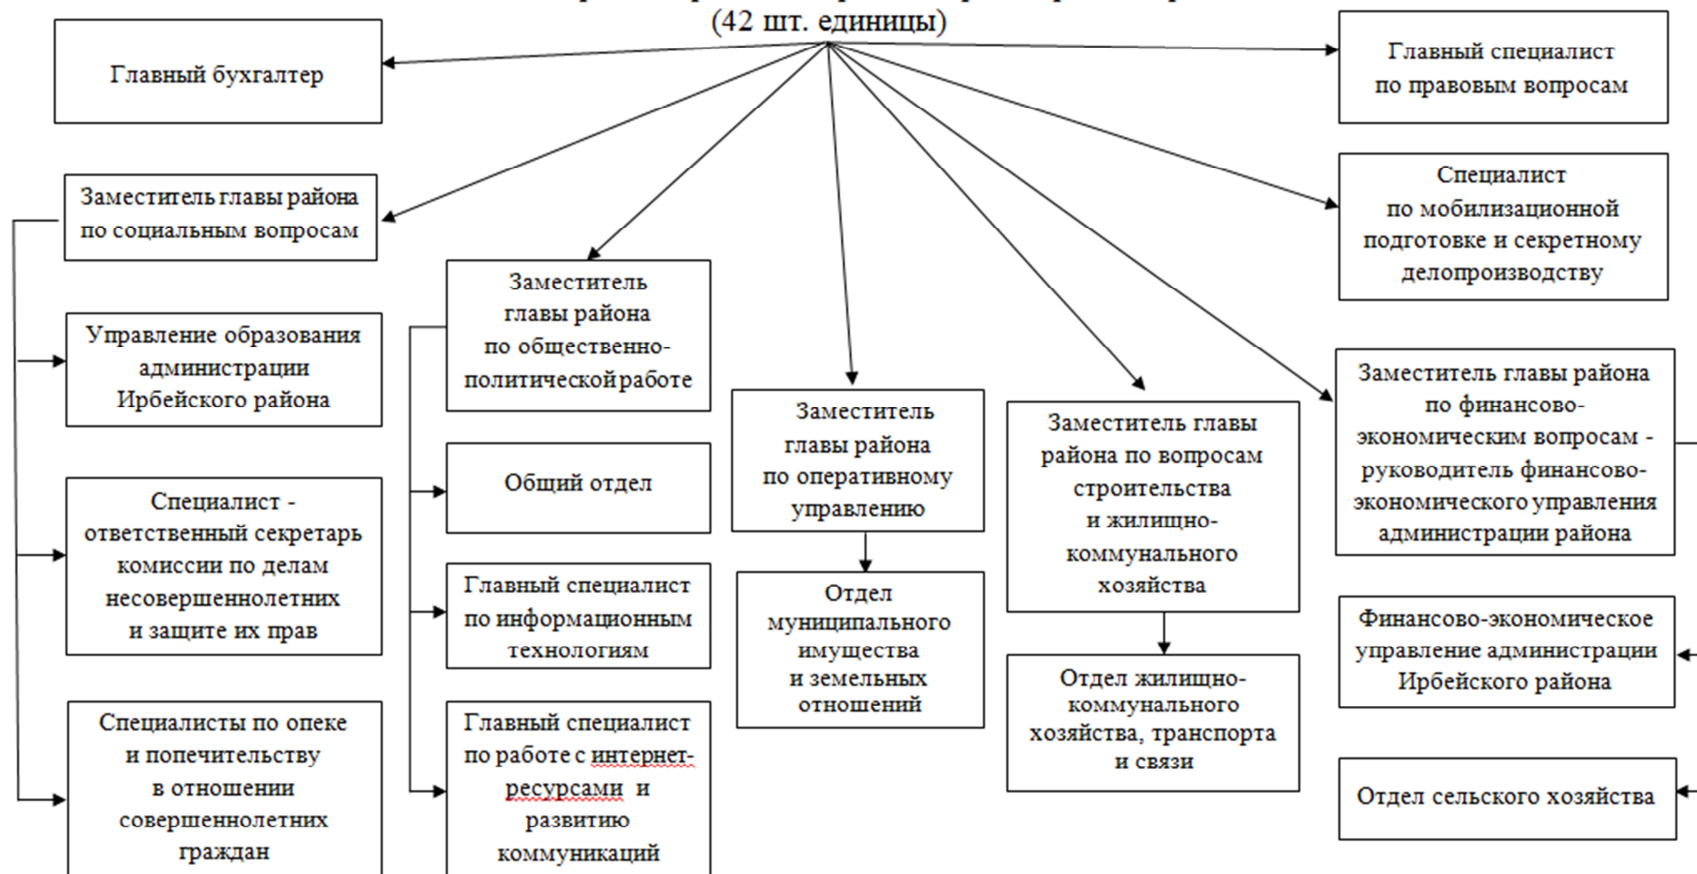 (42 шт. единицы)
Главный бухгалтер
Главный специалист
по правовым вопросам
Заместитель главы района
по социальным вопросам
Специалист
по мобилизационной
подготовке и секретному
делопроизводству
Управление образования
администрации
Ирбейского района
Специалист -
ответственный секретарь
комиссии по делам
несовершеннолетних
и защите их прав
Специалисты по опеке
и попечительству
в отношении
совершеннолетних
граждан
Заместитель
главы района
по общественно-
политической работе
Общий отдел
Главный специалист
по информационным
технологиям
Главный специалист
по работе с интернет-
ресурсами и
развитию
коммуникаций
Заместитель
главы района
по оперативному
управлению
Отдел
муниципального
имущества
и земельных
отношений
Заместитель главы
района по вопросам
строительства
и жилищно-
коммунального
хозяйства
Отдел жилищно-
коммунального
хозяйства, транспорта
и связи
Заместитель главы района
по финансово-
экономическим вопросам -
руководитель финансово-
экономического управления
администрации района
Финансово-экономическое
управление администрации
Ирбейского района
Отдел сельского хозяйства